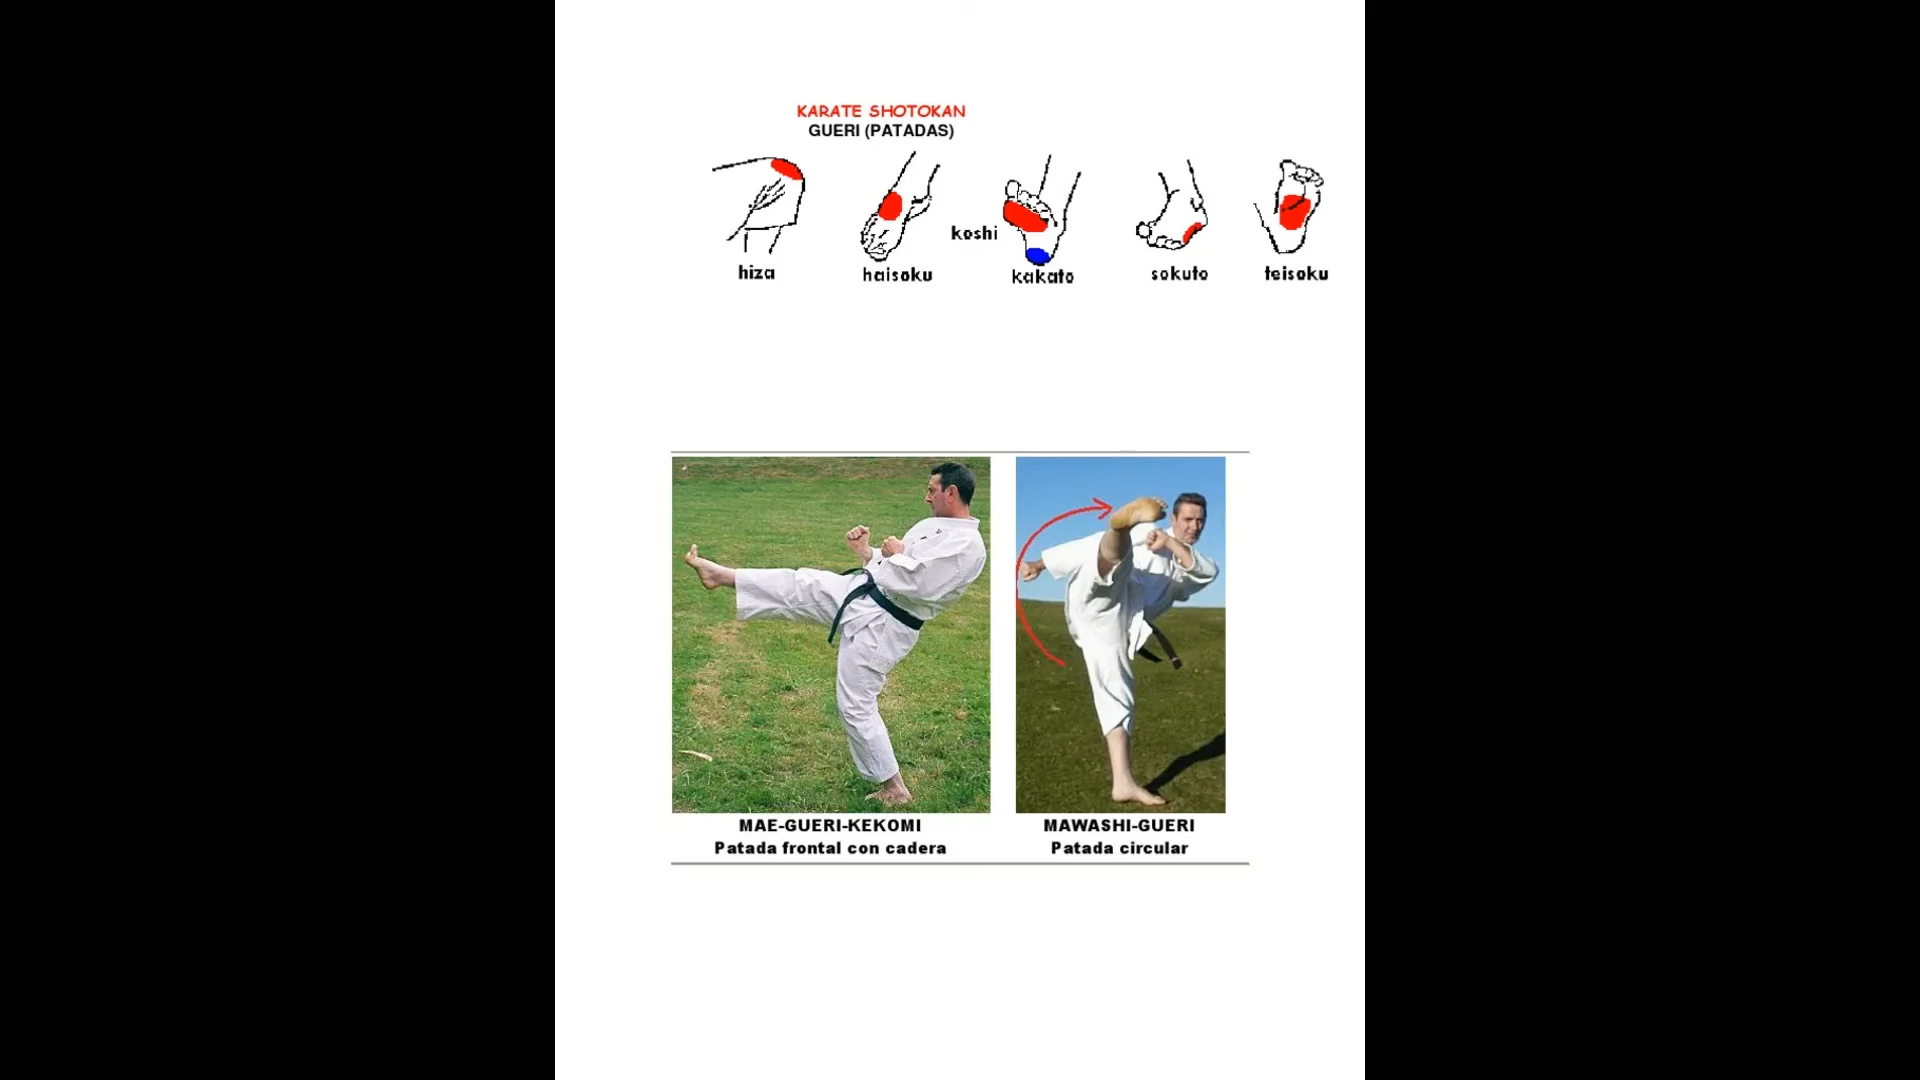 KARATE SHOTOKAN
GUERI (PATADAS)
koshi
hiza
haisoku
kakato
sokuto
teisoku
MAE-GUERI-KEKOMI
Patada frontal con cadera
MAWASHI-GUERI
Patada circular